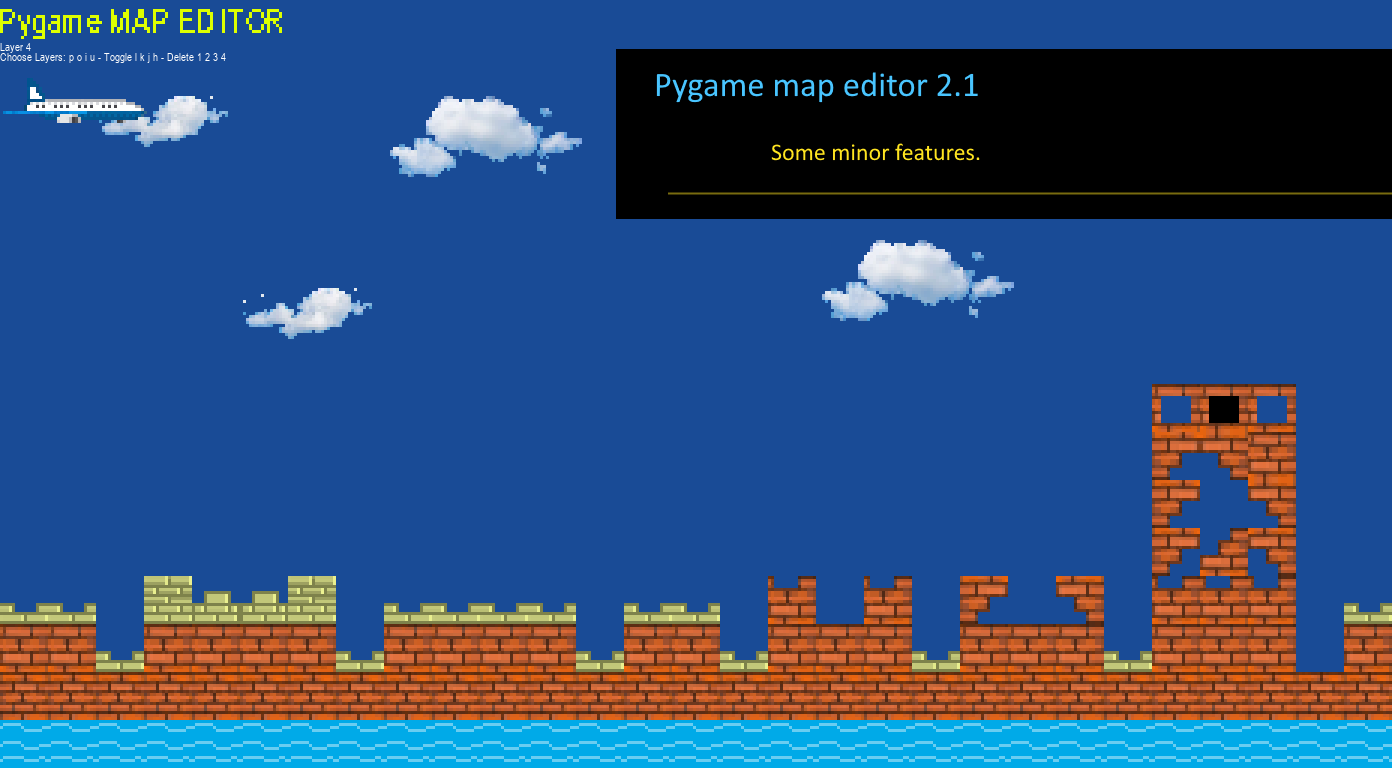 Pygame MAP EDITOR
Layer 4
Choose Layers: p o i u - Toggle l k j h - Delete 1 2 3 4
Pygame map editor 2.1
Some minor features.